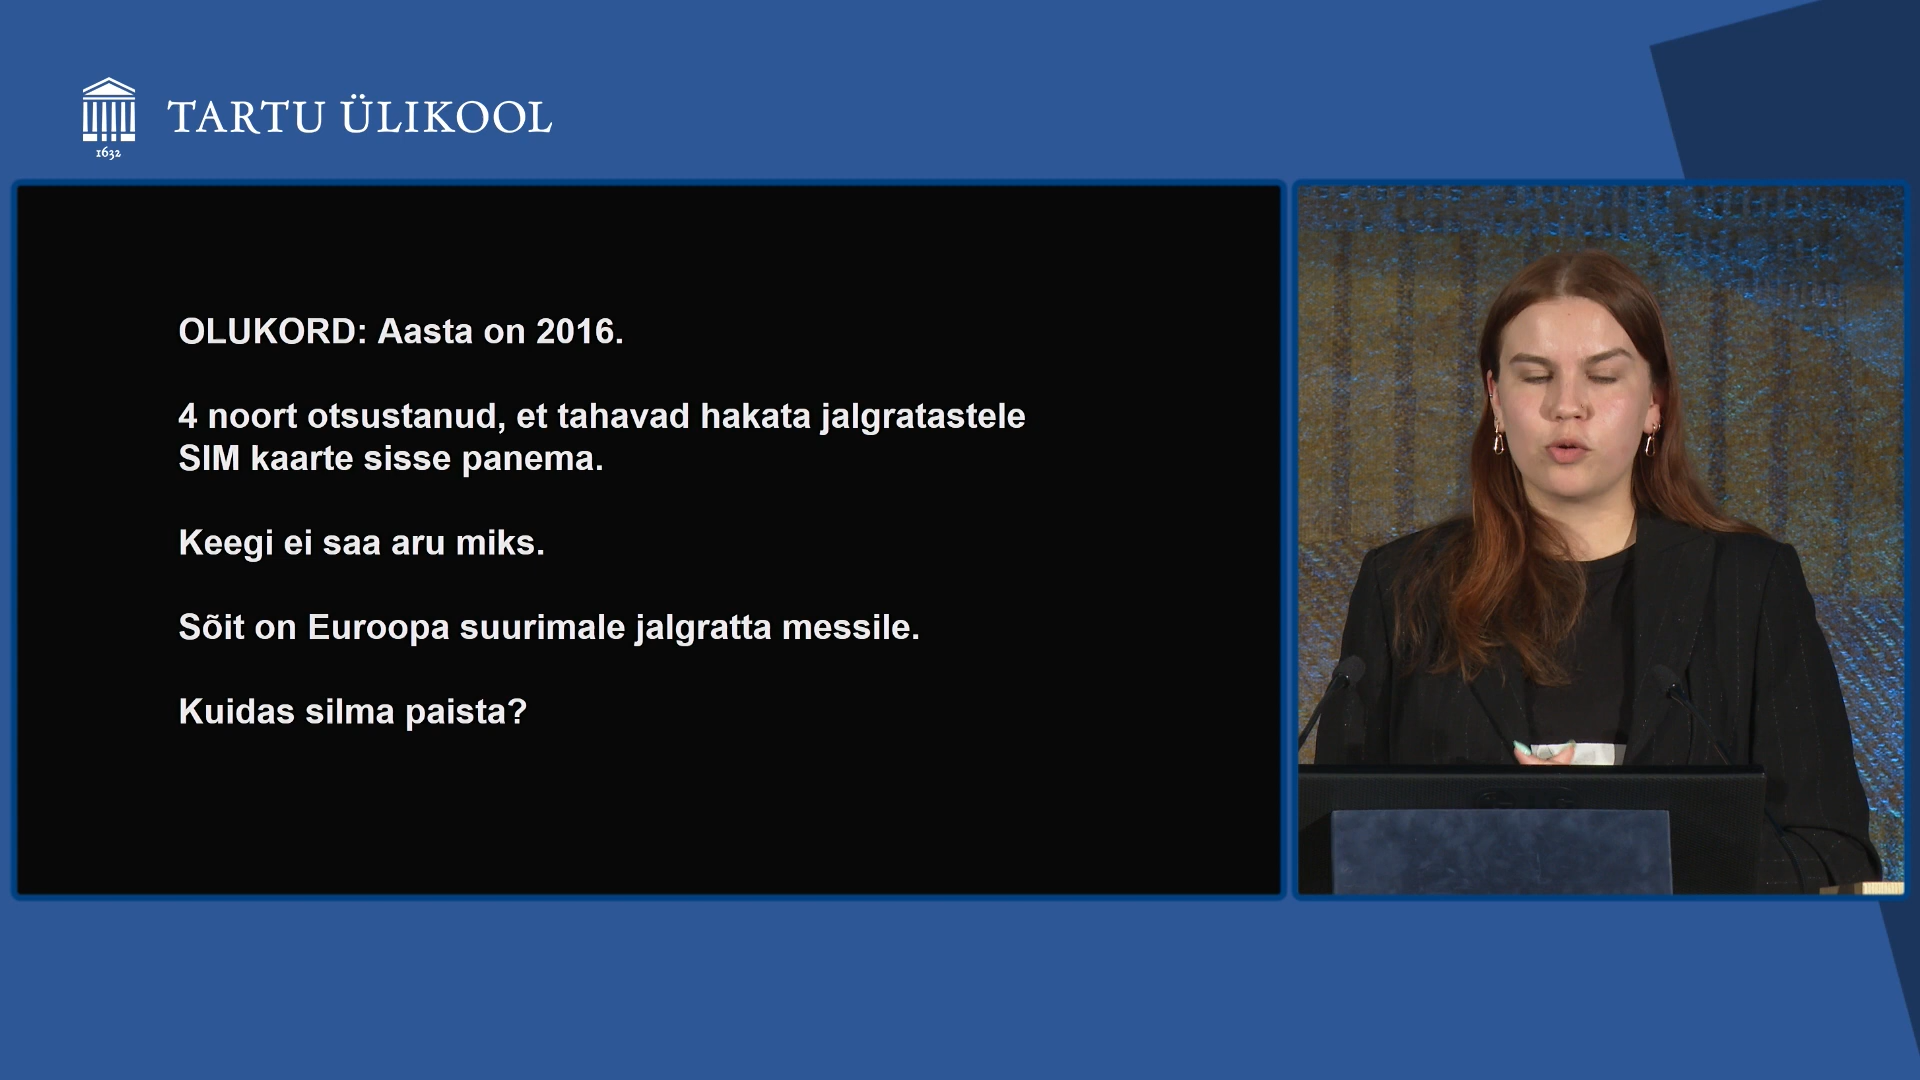 1632
TARTU ÜLIKOOL
OLUKORD: Aasta on 2016.
4 noort otsustanud, et tahavad hakata jalgratastele
SIM kaarte sisse panema.
Keegi ei saa aru miks.
Sõit on Euroopa suurimale jalgratta messile.
Kuidas silma paista?